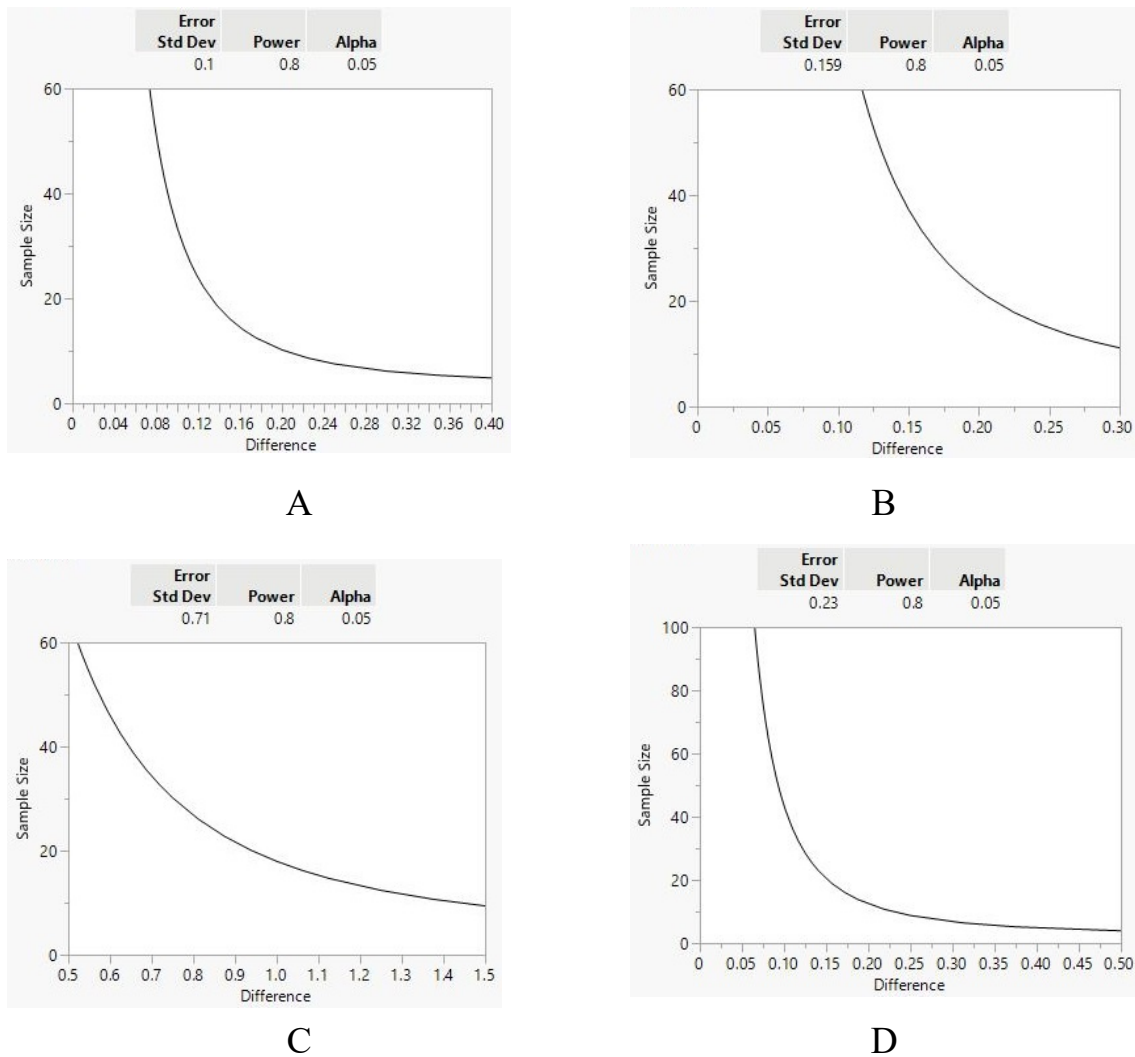 Error
Std Dev Power Alpha
0.1 0.8 0.05
60
40
20
0
Sample Size
0 0.04 0.08 0.12 0.16 0.20 0.24 0.28 0.32 0.36 0.40
Difference
A
Error
Std Dev Power Alpha
0.159 0.8 0.05
60
40
20
0
Sample Size
0 0.05 0.10 0.15 0.20 0.25 0.30
Difference
B
Error
Std Dev Power Alpha
0.71 0.8 0.05
60
40
20
0
Sample Size
0.5 0.6 0.7 0.8 0.9 1.0 1.1 1.2 1.3 1.4 1.5
Difference
C
Error
Std Dev Power Alpha
0.23 0.8 0.05
100
80
60
40
20
0
Sample Size
0 0.05 0.10 0.15 0.20 0.25 0.30 0.35 0.40 0.45 0.50
Difference
D